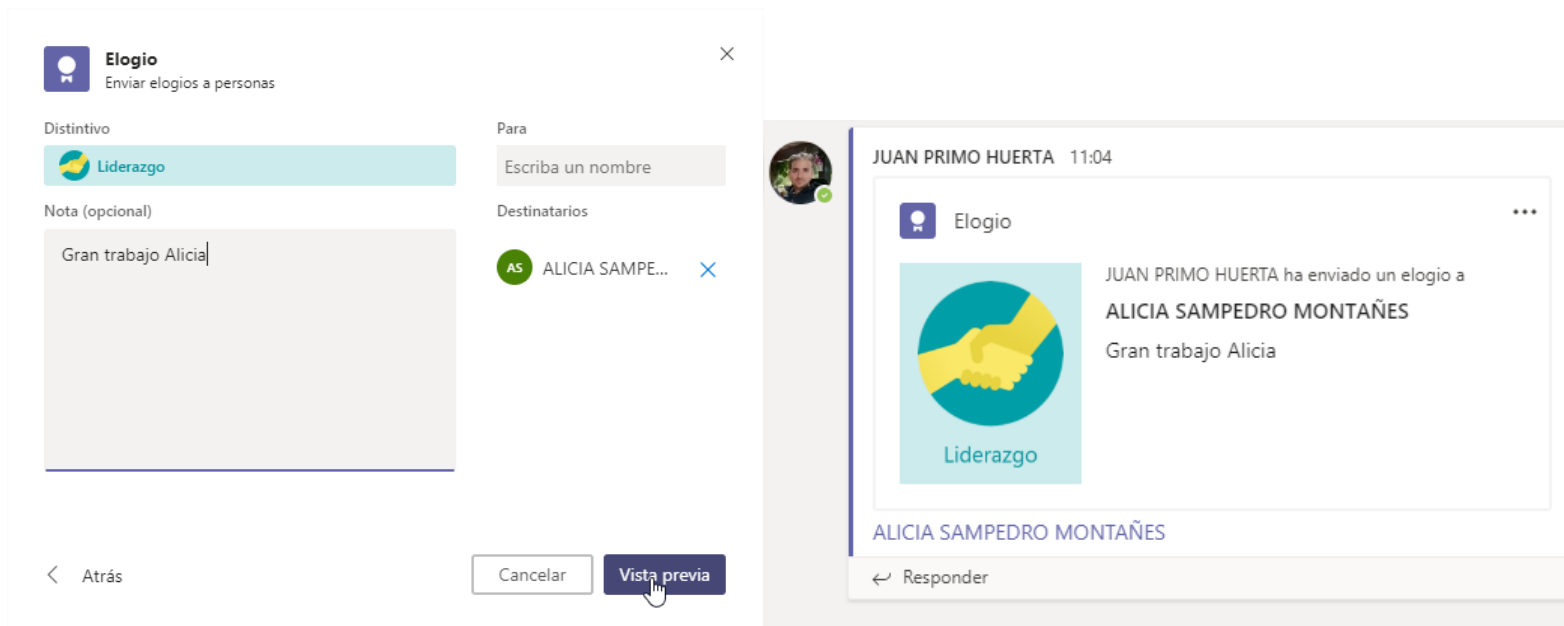 Elogio
Enviar elogios a personas
Distintivo
Liderazgo
Nota (opcional)
Gran trabajo Alicia
Para
Escriba un nombre
Destinatarios
AS ALICIA SAMPE...
Atrás
Cancelar
Vista previa
JUAN PRIMO HUERTA 11:04
Elogio
Liderazgo
JUAN PRIMO HUERTA ha enviado un elogio a
ALICIA SAMPEDRO MONTAÑES
Gran trabajo Alicia
ALICIA SAMPEDRO MONTAÑES
Responder